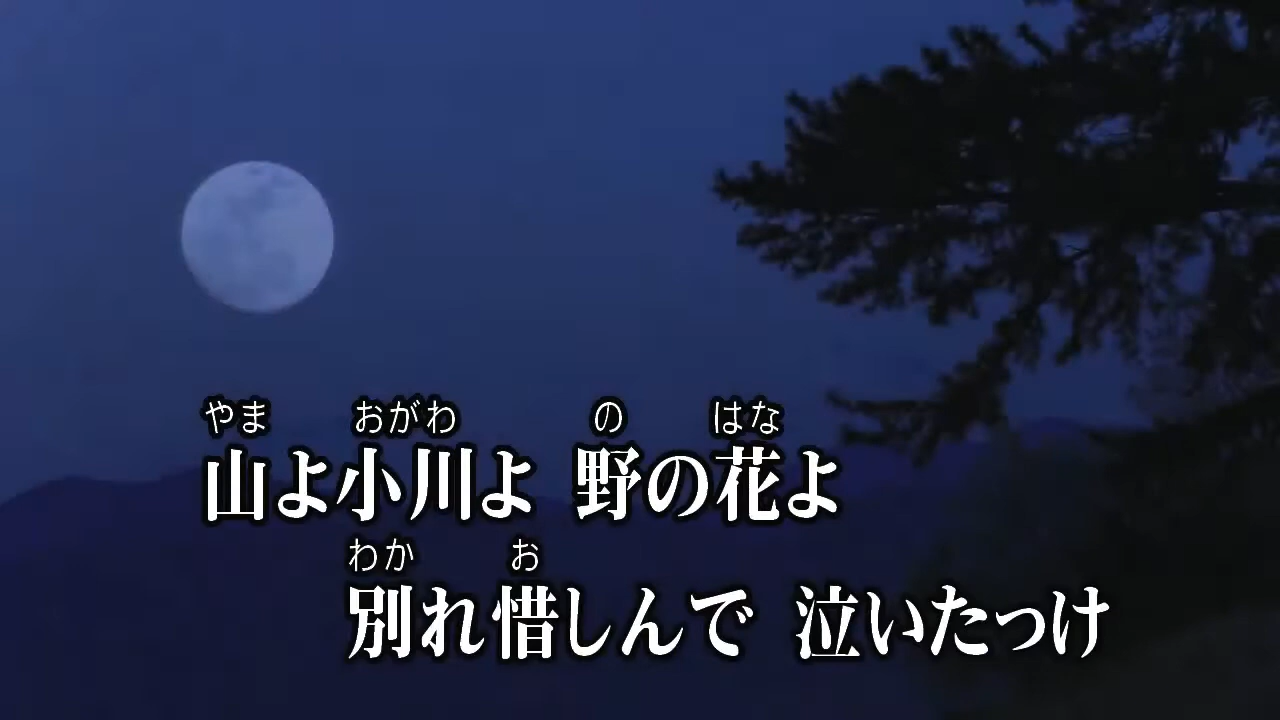 やま おがわ の はな
山よ小川よ 野の花よ
わか お
別れ惜しんで 泣いたっけ